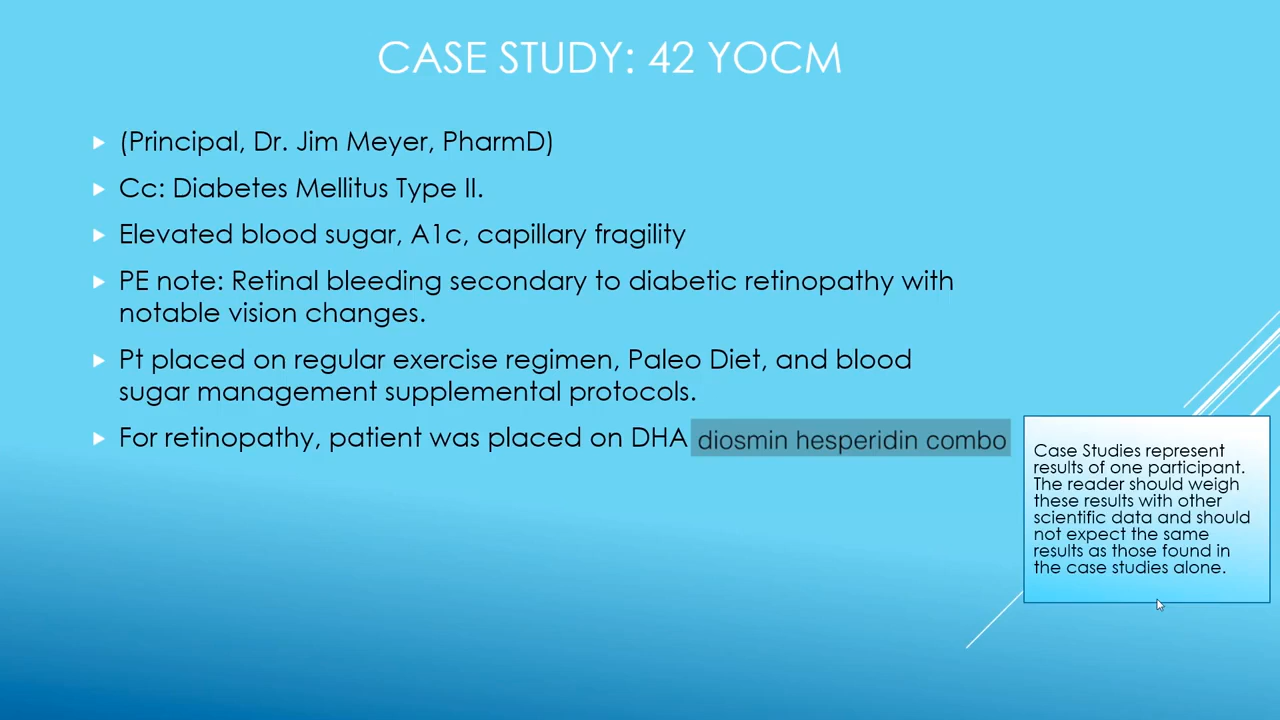 CASE STUDY: 42 YOCM
(Principal, Dr. Jim Meyer, PharmD)
Cc: Diabetes Mellitus Type II.
Elevated blood sugar, A1c, capillary fragility
PE note: Retinal bleeding secondary to diabetic retinopathy with
notable vision changes.
Pt placed on regular exercise regimen, Paleo Diet, and blood
sugar management supplemental protocols.
For retinopathy, patient was placed on DHA diosmin hesperidin combo
Case Studies represent
results of one participant.
The reader should weigh
these results with other
scientific data and should
not expect the same
results as those found in
the case studies alone.